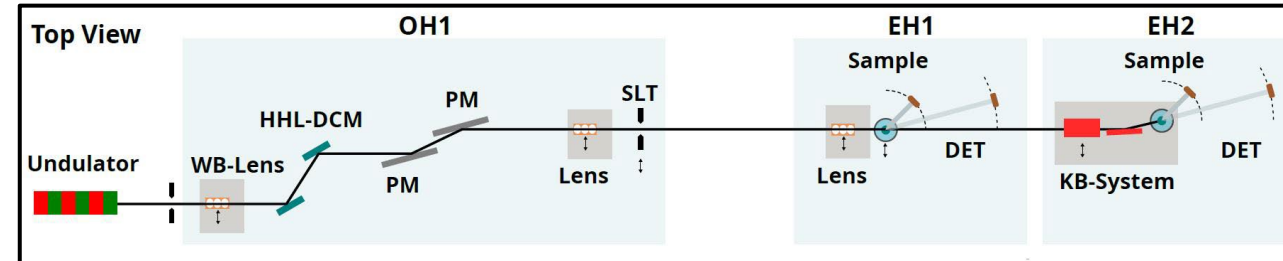 Top View
OH1
EH1
EH2
Sample
Sample
PM
SLT
HHL-DCM
Undulator
WB-Lens
PM
Lens
Lens
DET
KB-System
DET